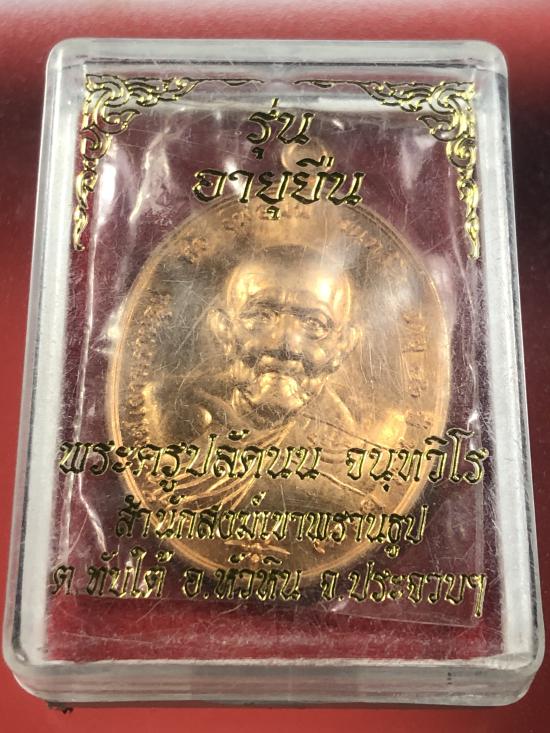 รุ่น
อายุยืน
พระครูปลัดนน จนฺทวิโร
สำนักสงฆ์เขาพรานธูป
ต.ทับใต้ อ.หัวหิน จ.ประจวบฯ